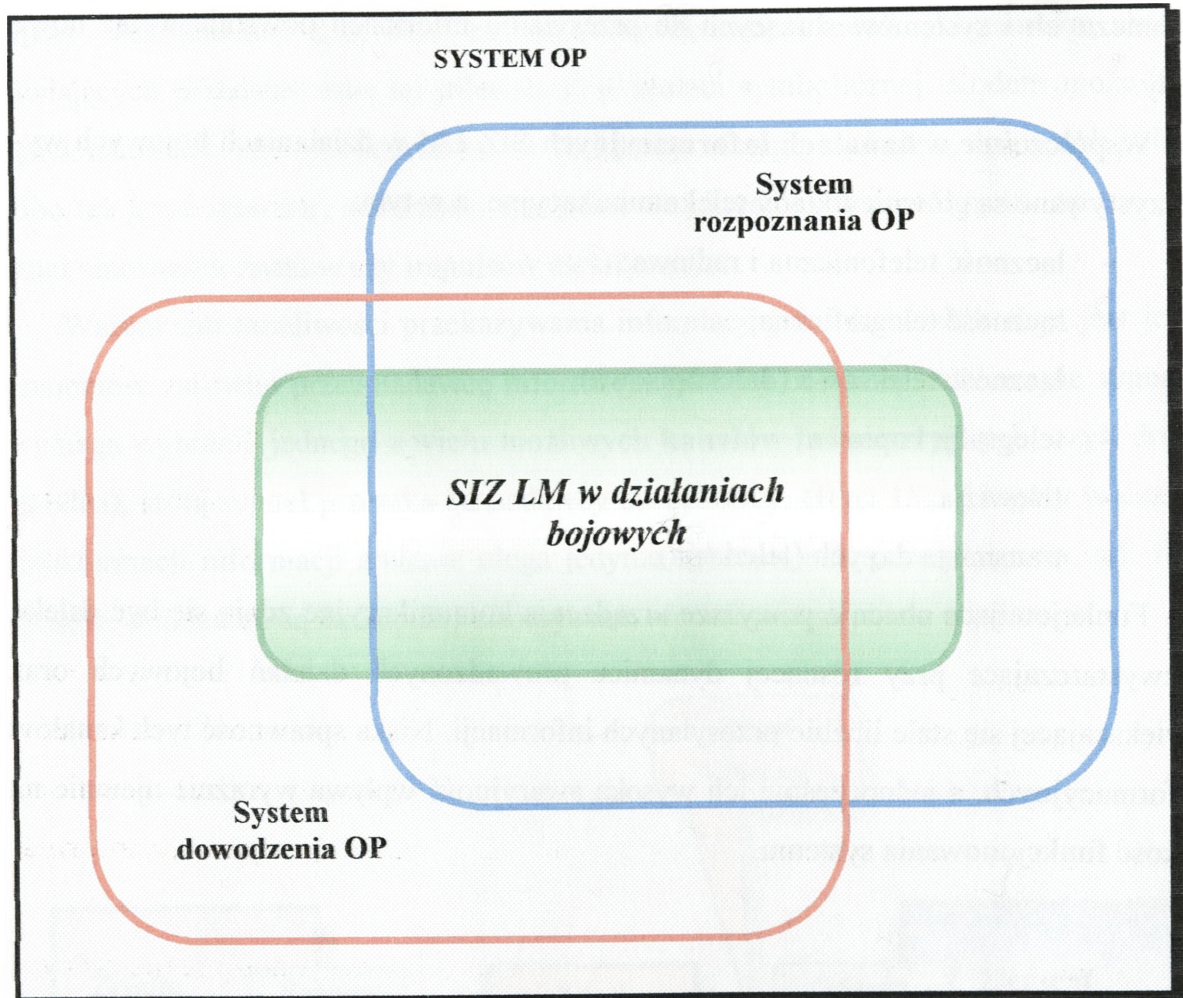 SYSTEM OP
System
rozpoznania OP
SIZ LM w działaniach
bojowych
System
dowodzenia OP